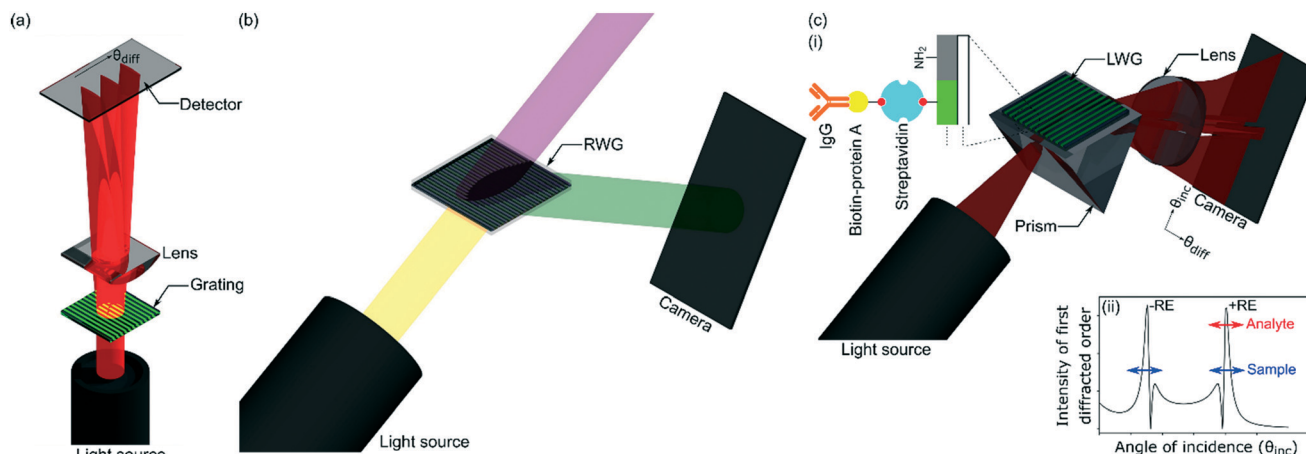 (a)
θdiff
Detector
Lens
Grating
Light source
(b)
RWG
Camera
Light source
(c)
(i)
NH2
IgG
Biotin-protein A
Streptavidin
LWG
Lens
Prism
Camera
θinc
θdiff
Light source
(ii)
-RE
+RE
Analyte
Sample
Intensity of first
diffracted order
Angle of incidence (θinc)